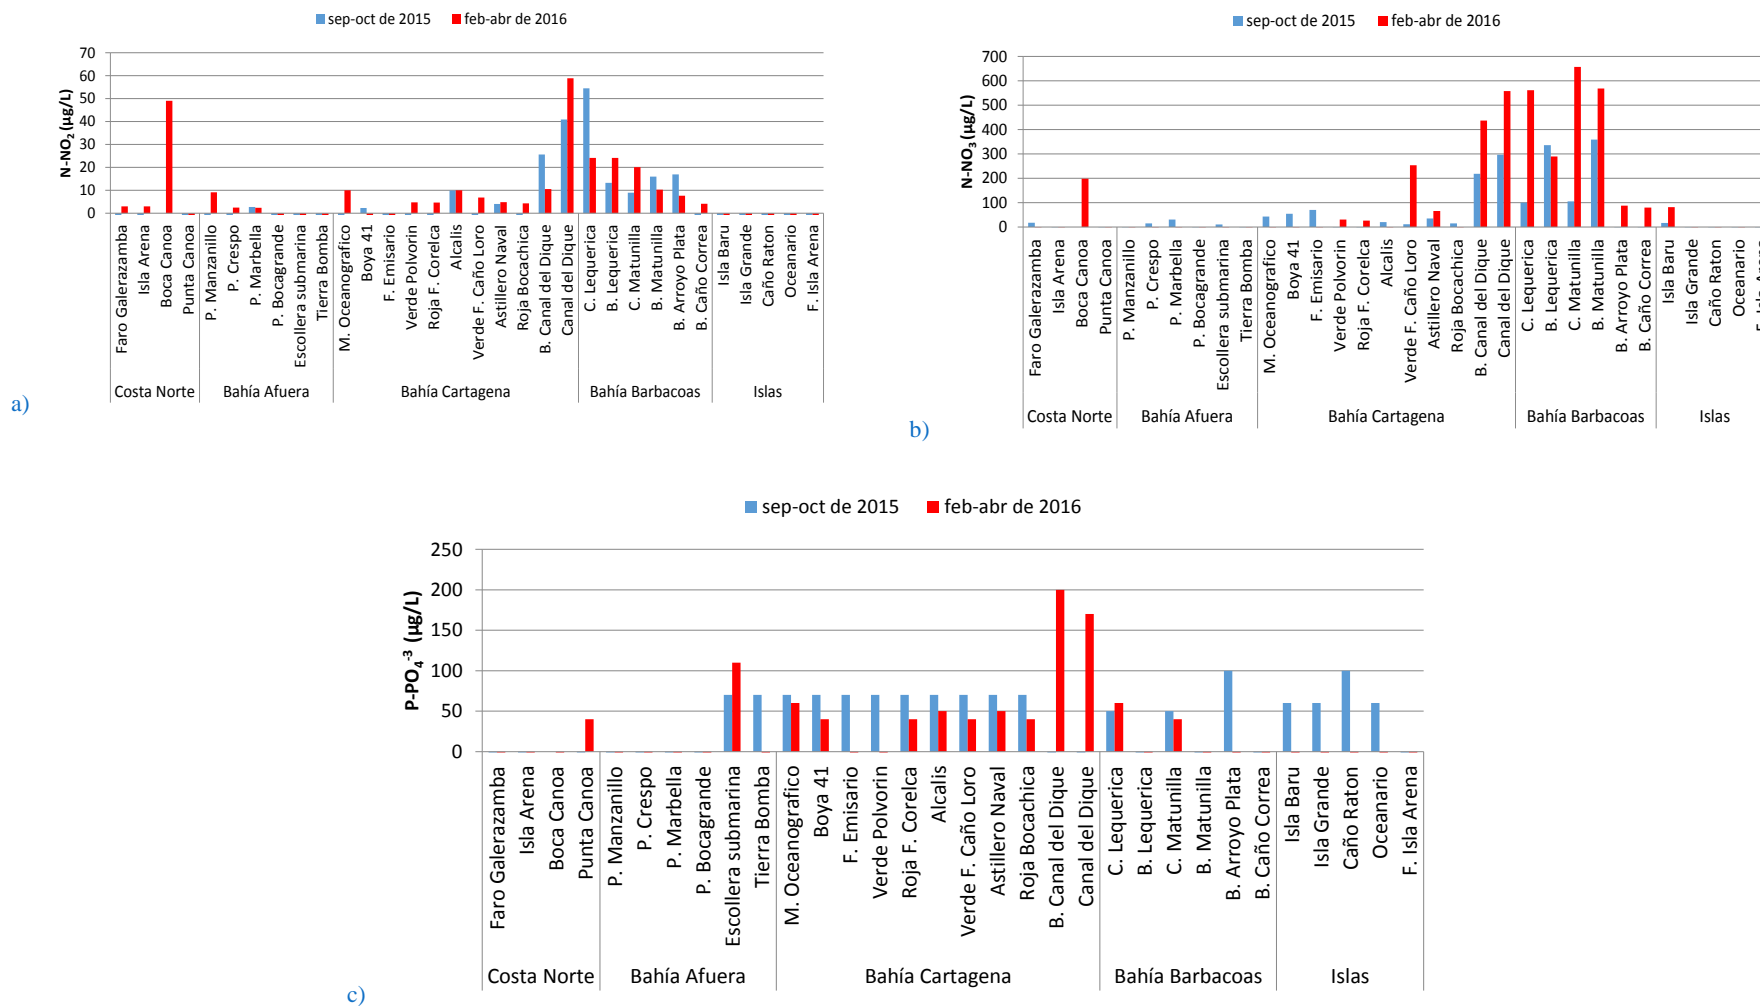 sep-oct de 2015 feb-abr de 2016
N-NO2 (µg/L)
70
60
50
40
30
20
10
0
Faro Galerazamba
Isla Arena
Boca Canoa
Punta Canoa
P. Manzanillo
P. Crespo
P. Marbella
P. Bocagrande
Escollera submarina
Tierra Bomba
M. Oceanografico
Boya 41
F. Emisario
Verde Polvorin
Roja F. Corelca
Alcalis
Verde F. Caño Loro
Astillero Naval
Roja Bocachica
B. Canal del Dique
Canal del Dique
C. Lequerica
B. Lequerica
C. Matunilla
B. Matunilla
B. Arroyo Plata
B. Caño Correa
Isla Baru
Isla Grande
Caño Raton
Oceanario
F. Isla Arena
Costa Norte Bahía Afuera Bahía Cartagena Bahía Barbacoas Islas
a)
sep-oct de 2015 feb-abr de 2016
N-NO3 (µg/L)
700
600
500
400
300
200
100
0
Faro Galerazamba
Isla Arena
Boca Canoa
Punta Canoa
P. Manzanillo
P. Crespo
P. Marbella
P. Bocagrande
Escollera submarina
Tierra Bomba
M. Oceanografico
Boya 41
F. Emisario
Verde Polvorin
Roja F. Corelca
Alcalis
Verde F. Caño Loro
Astillero Naval
Roja Bocachica
B. Canal del Dique
Canal del Dique
C. Lequerica
B. Lequerica
C. Matunilla
B. Matunilla
B. Arroyo Plata
B. Caño Correa
Isla Baru
Isla Grande
Caño Raton
Oceanario
Costa Norte Bahía Afuera Bahía Cartagena Bahía Barbacoas Islas
b)
sep-oct de 2015 feb-abr de 2016
P-PO4-3 (µg/L)
250
200
150
100
50
0
Faro Galerazamba
Isla Arena
Boca Canoa
Punta Canoa
P. Manzanillo
P. Crespo
P. Marbella
P. Bocagrande
Escollera submarina
Tierra Bomba
M. Oceanografico
Boya 41
F. Emisario
Verde Polvorin
Roja F. Corelca
Alcalis
Verde F. Caño Loro
Astillero Naval
Roja Bocachica
B. Canal del Dique
Canal del Dique
C. Lequerica
B. Lequerica
C. Matunilla
B. Matunilla
B. Arroyo Plata
B. Caño Correa
Isla Baru
Isla Grande
Caño Raton
Oceanario
F. Isla Arena
Costa Norte Bahía Afuera Bahía Cartagena Bahía Barbacoas Islas
c)